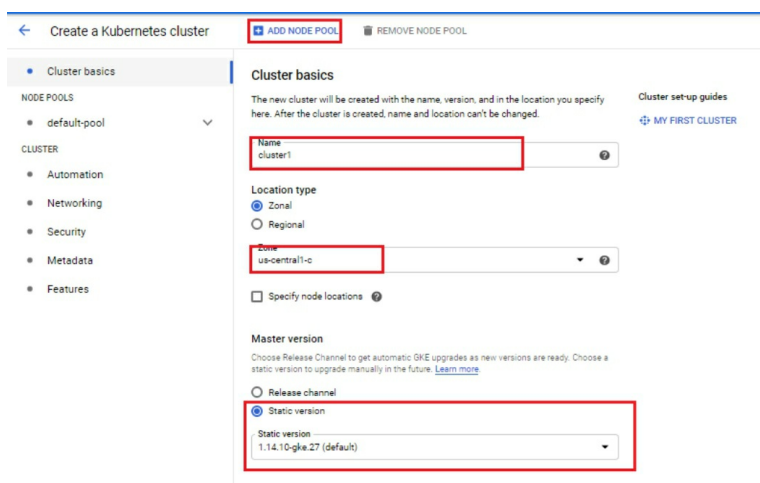 Create a Kubernetes cluster
ADD NODE POOL
REMOVE NODE POOL
Cluster basics
NODE POOLS
default-pool
CLUSTER
Automation
Networking
Security
Metadata
Features
Cluster basics
The new cluster will be created with the name, version, and in the location you specify
here. After the cluster is created, name and location can't be changed.
Name
cluster1
Location type
Zonal
Regional
Zone
us-central1-c
Specify node locations
Master version
Choose Release Channel to get automatic GKE upgrades as new versions are ready. Choose a
static version to upgrade manually in the future. Learn more.
Release channel
Static version
Static version
1.14.10-gke.27 (default)
Cluster set-up guides
MY FIRST CLUSTER